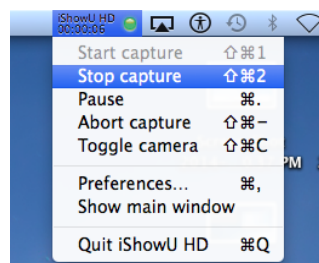 iShowU HD
00:00:06
Start capture ⇧⌘1
Stop capture ⇧⌘2
Pause ⌘.
Abort capture ⇧⌘–
Toggle camera ⇧⌘C
PM
Preferences... ⌘,
Show main window
Quit iShowU HD ⌘Q